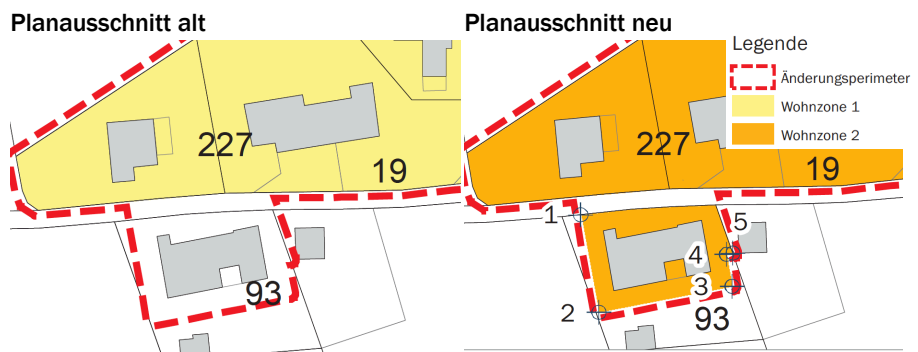 Planausschnitt alt
227
19
93
Planausschnitt neu
Legende
Änderungsperimeter
Wohnzone 1
Wohnzone 2
227
19
1
5
4
3
2
93